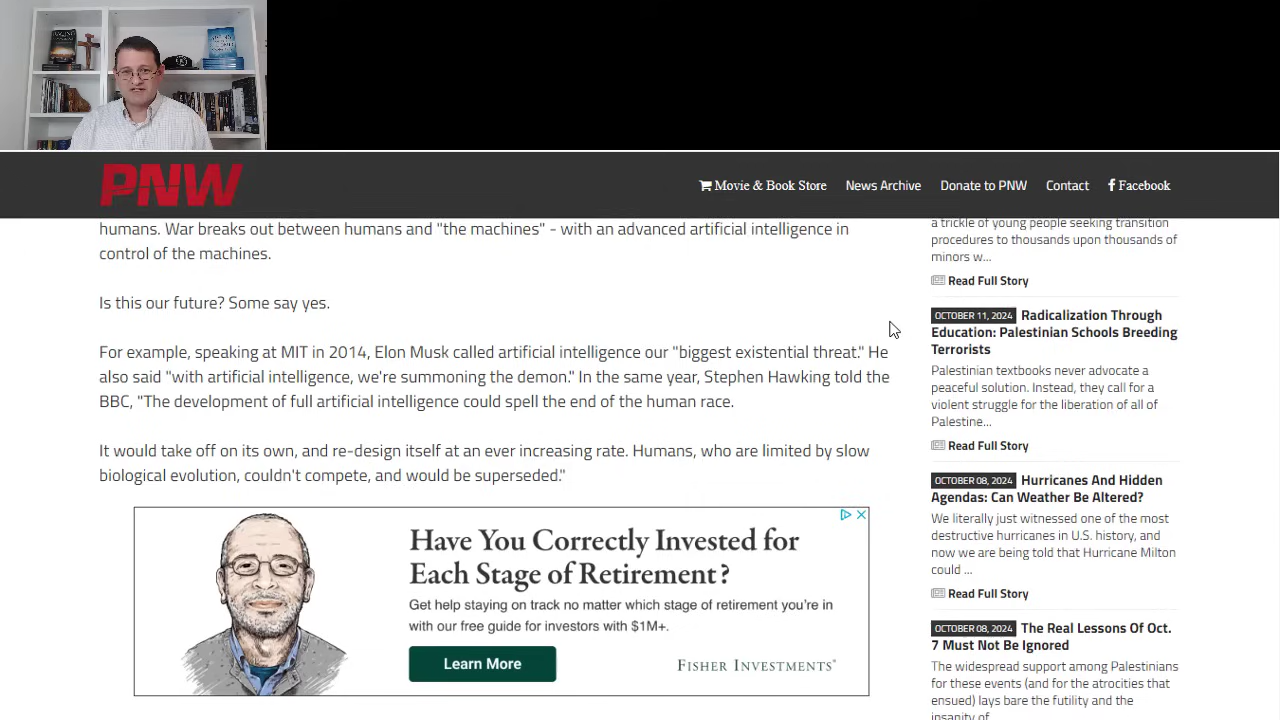 PNW
Movie & Book Store
News Archive
Donate to PNW
Contact
Facebook
humans. War breaks out between humans and "the machines" - with an advanced artificial intelligence in
control of the machines.
Is this our future? Some say yes.
For example, speaking at MIT in 2014, Elon Musk called artificial intelligence our "biggest existential threat." He
also said "with artificial intelligence, we're summoning the demon." In the same year, Stephen Hawking told the
BBC, "The development of full artificial intelligence could spell the end of the human race.
It would take off on its own, and re-design itself at an ever increasing rate. Humans, who are limited by slow
biological evolution, couldn't compete, and would be superseded."
Have You Correctly Invested for
Each Stage of Retirement?
Get help staying on track no matter which stage of retirement you're in
with our free guide for investors with $1M+.
Learn More
FISHER INVESTMENTS®
a trickle of young people seeking transition
procedures to thousands upon thousands of
minors w...
Read Full Story
OCTOBER 11, 2024 Radicalization Through
Education: Palestinian Schools Breeding
Terrorists
Palestinian textbooks never advocate a
peaceful solution. Instead, they call for a
violent struggle for the liberation of all of
Palestine...
Read Full Story
OCTOBER 08, 2024 Hurricanes And Hidden
Agendas: Can Weather Be Altered?
We literally just witnessed one of the most
destructive hurricanes in U.S. history, and
now we are being told that Hurricane Milton
could ...
Read Full Story
OCTOBER 08, 2024 The Real Lessons Of Oct.
7 Must Not Be Ignored
The widespread support among Palestinians
for these events (and for the atrocities that
ensued) lays bare the futility and the
insanity of